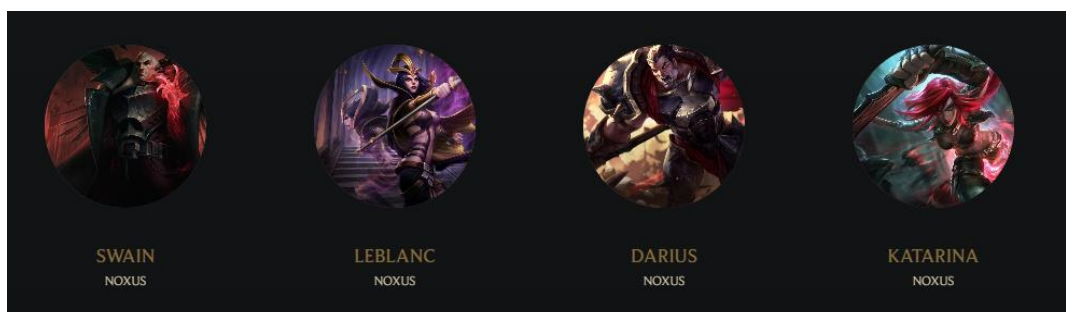 SWAIN
NOXUS
LEBLANC
NOXUS
DARIUS
NOXUS
KATARINA
NOXUS